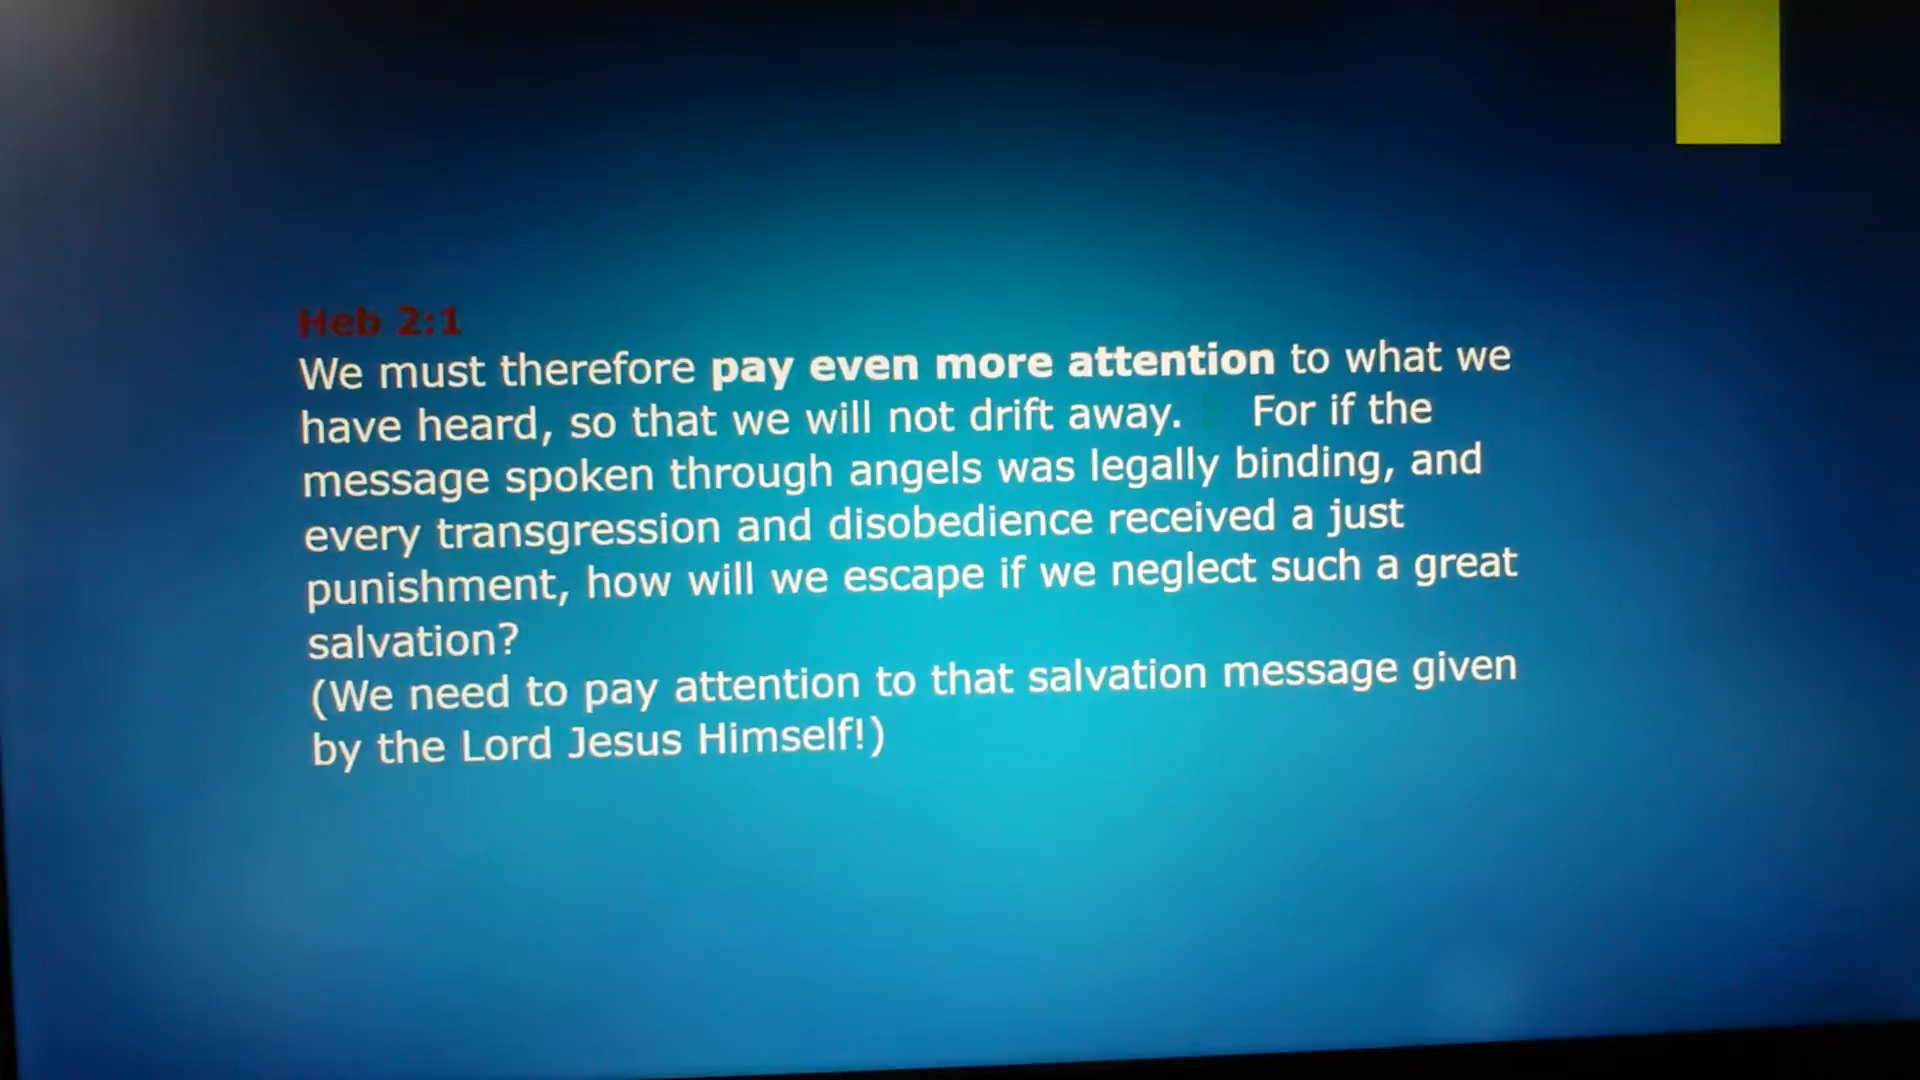 Heb 2:1
We must therefore pay even more attention to what we
have heard, so that we will not drift away. 2 For if the
message spoken through angels was legally binding, and
every transgression and disobedience received a just
punishment, how will we escape if we neglect such a great
salvation?
(We need to pay attention to that salvation message given
by the Lord Jesus Himself!)